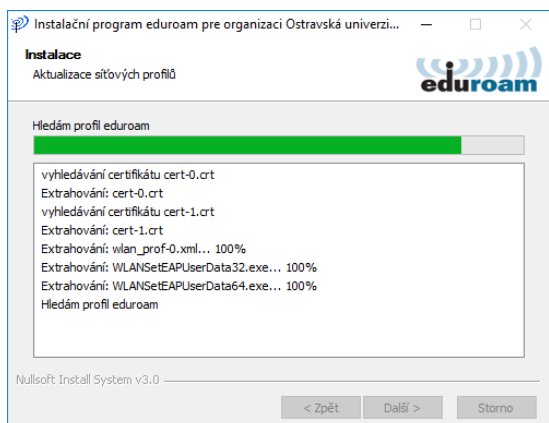 Instalační program eduroam pre organizaci Ostravská univerzi...
Instalace
Aktualizace síťových profilů
eduroam
Hledám profil eduroam
vyhledávání certifikátu cert-0.crt
Extrahování: cert-0.crt
vyhledávání certifikátu cert-1.crt
Extrahování: cert-1.crt
Extrahování: wlan_prof-0.xml... 100%
Extrahování: WLANSetEAPUserData32.exe... 100%
Extrahování: WLANSetEAPUserData64.exe... 100%
Hledám profil eduroam
Nullsoft Install System v3.0
< Zpět Další > Storno